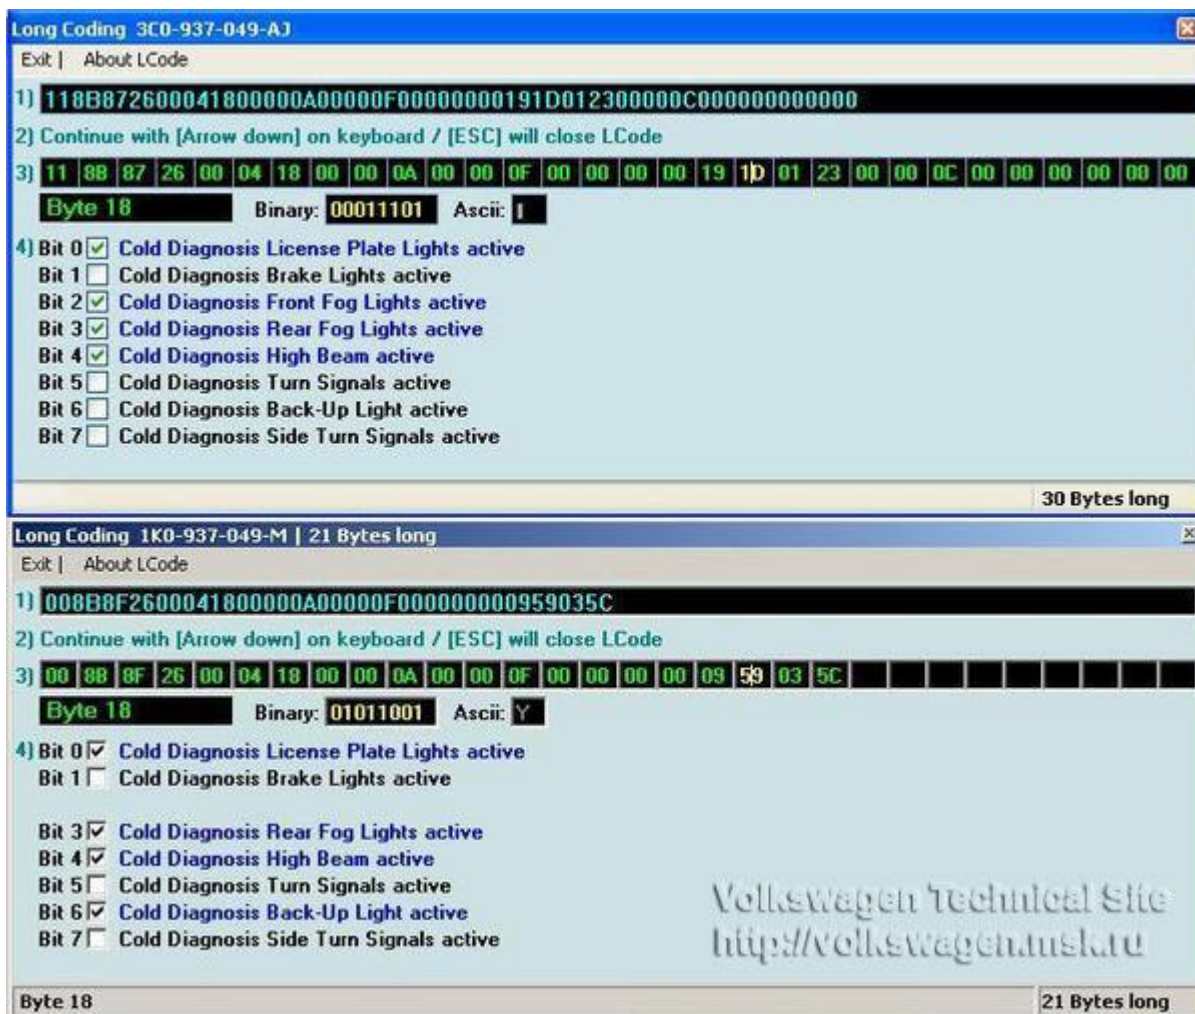 Long Coding 3C0-937-049-AJ
Exit | About LCode
1) 118B872600041800000A00000F00000000191D012300000C000000000000
2) Continue with [Arrow down] on keyboard / [ESC] will close LCode
3) 11 8B 87 26 00 04 18 00 00 0A 00 00 0F 00 00 00 00 19 1D 01 23 00 00 0C 00 00 00 00 00 00
Byte 18 Binary: 00011101 Ascii:
4) Bit 0 Cold Diagnosis License Plate Lights active
Bit 1 Cold Diagnosis Brake Lights active
Bit 2 Cold Diagnosis Front Fog Lights active
Bit 3 Cold Diagnosis Rear Fog Lights active
Bit 4 Cold Diagnosis High Beam active
Bit 5 Cold Diagnosis Turn Signals active
Bit 6 Cold Diagnosis Back-Up Light active
Bit 7 Cold Diagnosis Side Turn Signals active
30 Bytes long
Long Coding 1K0-937-049-M | 21 Bytes long
Exit | About LCode
1) 008B8F2600041800000A00000F000000000959035C
2) Continue with [Arrow down] on keyboard / [ESC] will close LCode
3) 00 8B 8F 26 00 04 18 00 00 0A 00 00 0F 00 00 00 00 09 59 03 5C
Byte 18 Binary: 01011001 Ascii: Y
4) Bit 0 Cold Diagnosis License Plate Lights active
Bit 1 Cold Diagnosis Brake Lights active
Bit 3 Cold Diagnosis Rear Fog Lights active
Bit 4 Cold Diagnosis High Beam active
Bit 5 Cold Diagnosis Turn Signals active
Bit 6 Cold Diagnosis Back-Up Light active
Bit 7 Cold Diagnosis Side Turn Signals active
Volkswagen Technical Site
http://volkswagen.msk.ru
Byte 18 21 Bytes long